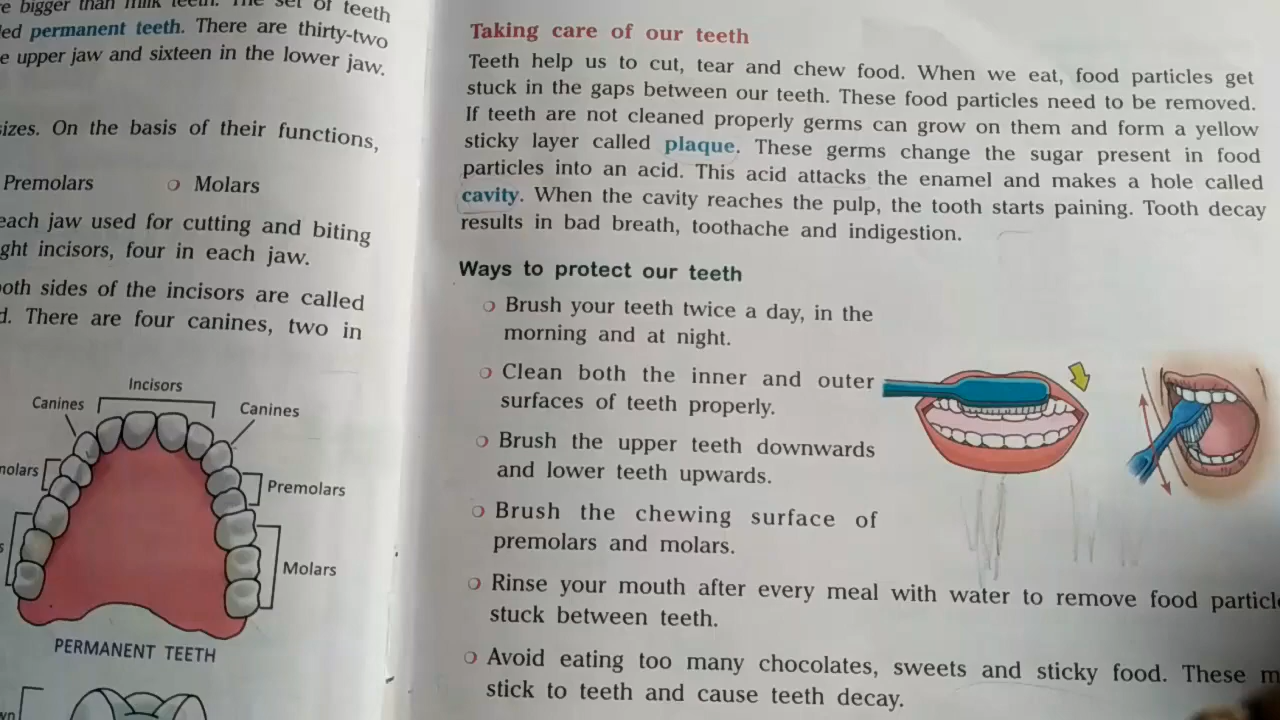 e bigger than milk teeth. The set of teeth
led permanent teeth. There are thirty-two
e upper jaw and sixteen in the lower jaw.
sizes. On the basis of their functions,
Premolars
○ Molars
each jaw used for cutting and biting
ght incisors, four in each jaw.
both sides of the incisors are called
d. There are four canines, two in
Incisors
Canines
Canines
molars
Premolars
Molars
PERMANENT TEETH
wn
Taking care of our teeth
Teeth help us to cut, tear and chew food. When we eat, food particles get
stuck in the gaps between our teeth. These food particles need to be removed.
If teeth are not cleaned properly germs can grow on them and form a yellow
sticky layer called plaque. These germs change the sugar present in food
particles into an acid. This acid attacks the enamel and makes a hole called
cavity. When the cavity reaches the pulp, the tooth starts paining. Tooth decay
results in bad breath, toothache and indigestion.
Ways to protect our teeth
○ Brush your teeth twice a day, in the
morning and at night.
○ Clean both the inner and outer
surfaces of teeth properly.
○ Brush the upper teeth downwards
and lower teeth upwards.
○ Brush the chewing surface of
premolars and molars.
○ Rinse your mouth after every meal with water to remove food particl
stuck between teeth.
○ Avoid eating too many chocolates, sweets and sticky food. These m
stick to teeth and cause teeth decay.